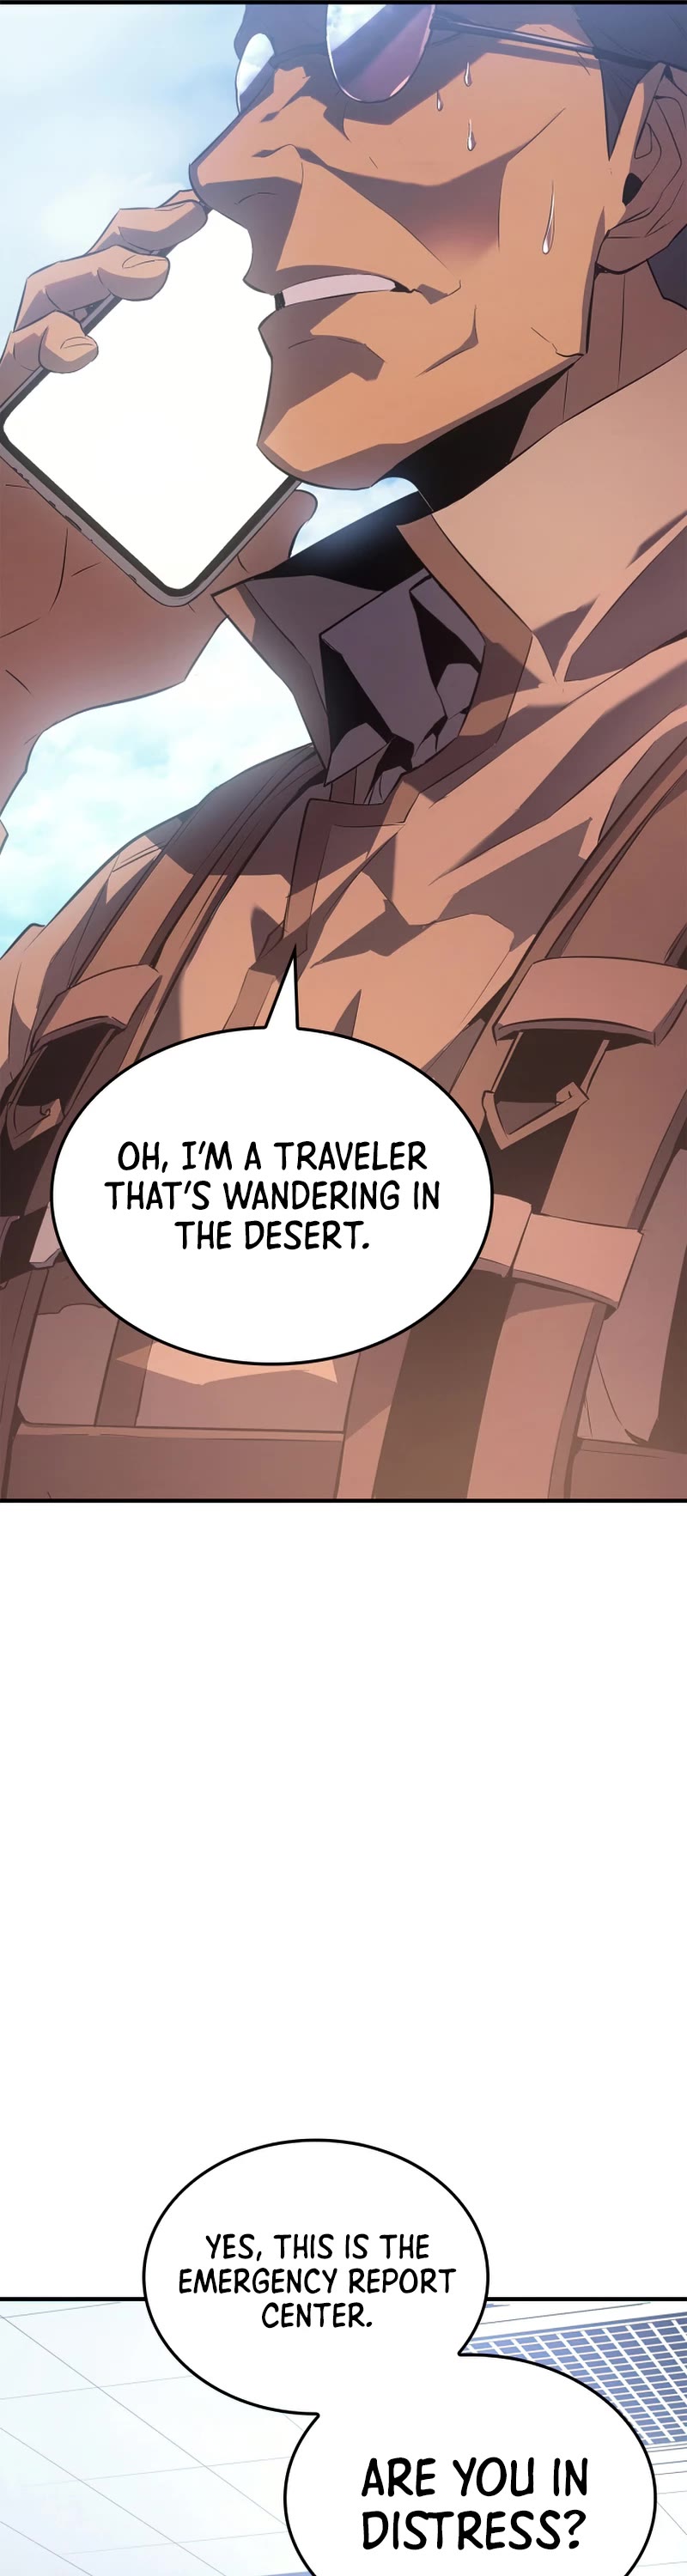 OH, I'M A TRAVELER
THAT'S WANDERING IN
THE DESERT.
YES, THIS IS THE
EMERGENCY REPORT
CENTER.
ARE YOU IN
DISTRESS?